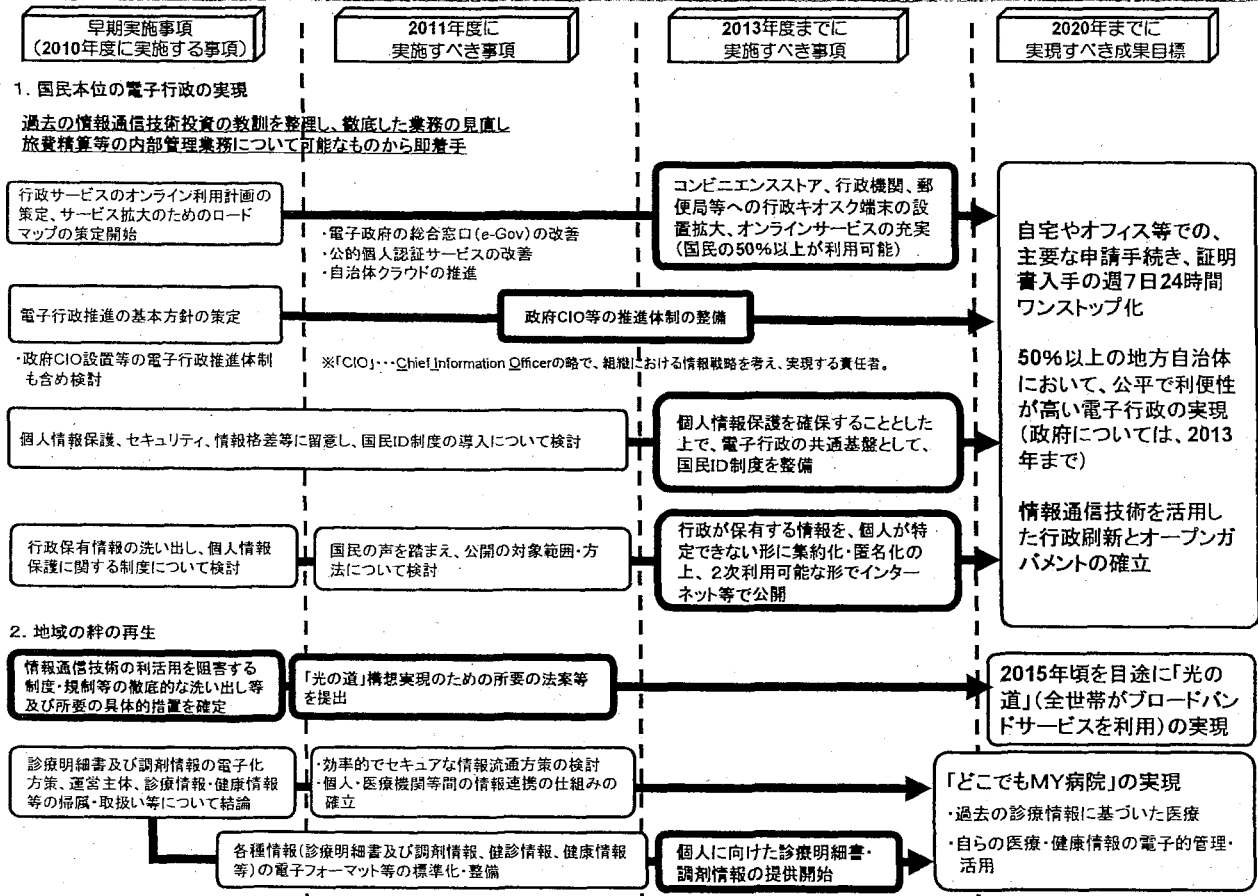 早期実施事項
(2010年度に実施する事項)
2011年度に
実施すべき事項
2013年度までに
実施すべき事項
2020年までに
実現すべき成果目標
1. 国民本位の電子行政の実現
過去の情報通信技術投資の教訓を整理し、徹底した業務の見直し
旅費精算等の内部管理業務について可能なものから即着手
行政サービスのオンライン利用計画の
策定、サービス拡大のためのロード
マップの策定開始
・電子政府の総合窓口(e-Gov)の改善
・公的個人認証サービスの改善
・自治体クラウドの推進
コンビニエンスストア、行政機関、郵
便局等への行政キオスク端末の設
置拡大、オンラインサービスの充実
(国民の50%以上が利用可能)
電子行政推進の基本方針の策定
・政府CIO設置等の電子行政推進体制
も含め検討
政府CIO等の推進体制の整備
※「CIO」・・・Chief Information Officerの略で、組織における情報戦略を考え、実現する責任者。
個人情報保護、セキュリティ、情報格差等に留意し、国民ID制度の導入について検討
個人情報保護を確保することとした
上で、電子行政の共通基盤として、
国民ID制度を整備
行政保有情報の洗い出し、個人情報
保護に関する制度について検討
国民の声を踏まえ、公開の対象範囲・方
法について検討
行政が保有する情報を、個人が特
定できない形に集約化・匿名化の
上、2次利用可能な形でインター
ネット等で公開
自宅やオフィス等での、
主要な申請手続き、証明
書入手の週7日24時間
ワンストップ化
50%以上の地方自治体
において、公平で利便性
が高い電子行政の実現
(政府については、2013
年まで)
情報通信技術を活用し
た行政刷新とオープンガ
バメントの確立
2. 地域の絆の再生
情報通信技術の利活用を阻害する
制度・規制等の徹底的な洗い出し等
及び所要の具体的措置を確定
「光の道」構想実現のための所要の法案等
を提出
2015年頃を目途に「光の
道」(全世帯がブロードバン
ドサービスを利用)の実現
診療明細書及び調剤情報の電子化
方策、運営主体、診療情報・健康情報
等の帰属・取扱い等について結論
・効率的でセキュアな情報流通方策の検討
・個人・医療機関等間の情報連携の仕組みの
確立
「どこでもMY病院」の実現
・過去の診療情報に基づいた医療
・自らの医療・健康情報の電子的管理・
活用
各種情報(診療明細書及び調剤情報、健診情報、健康情報
等)の電子フォーマット等の標準化・整備
個人に向けた診療明細書・
調剤情報の提供開始